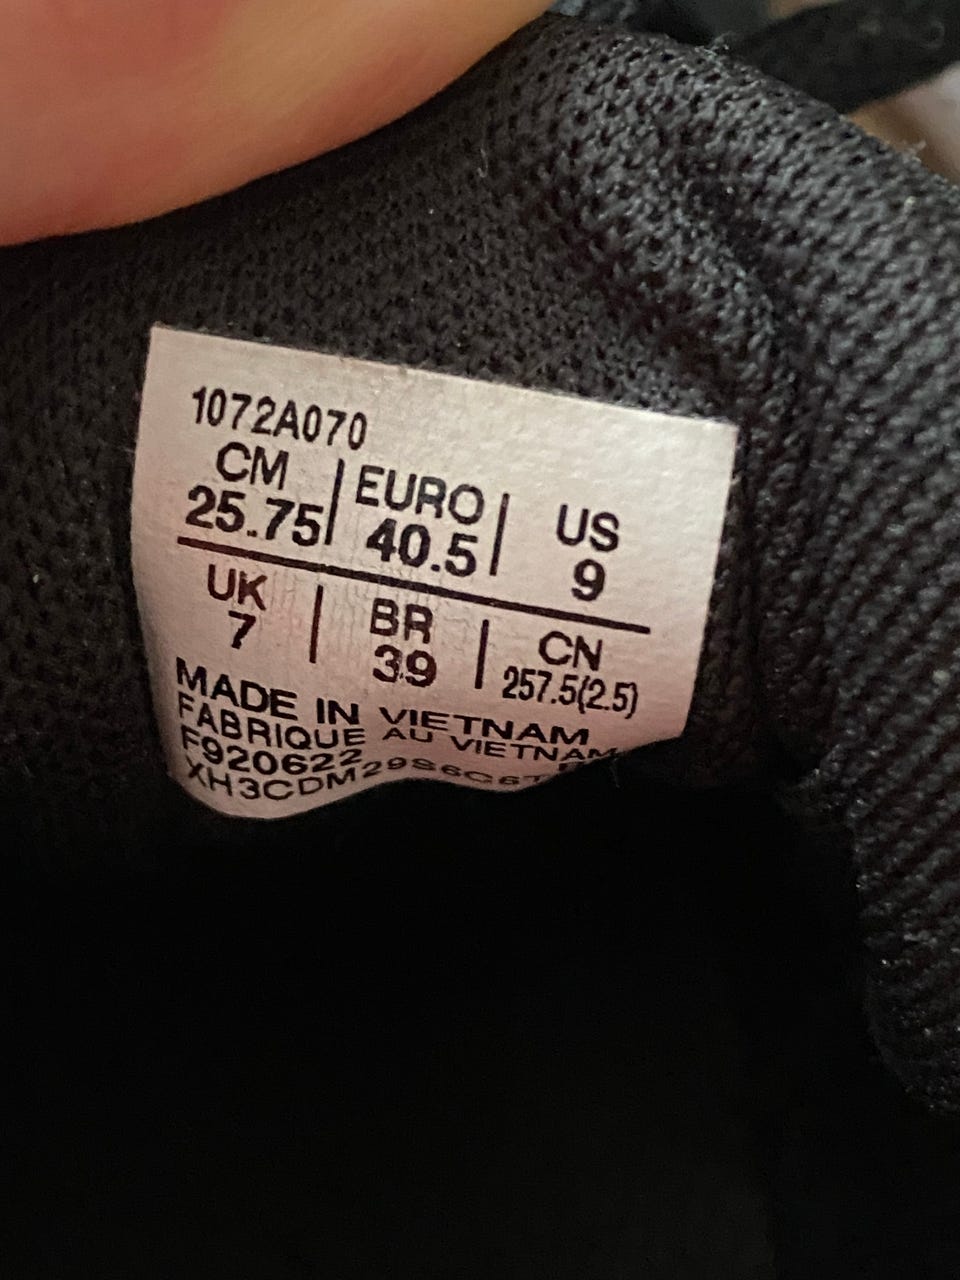 1072A070
CM | EURO | US
25.75 | 40.5 | 9
UK | BR | CN
7 | 39 | 257.5(2.5)
MADE IN VIETNAM
FABRIQUE AU VIETNAM
F920622